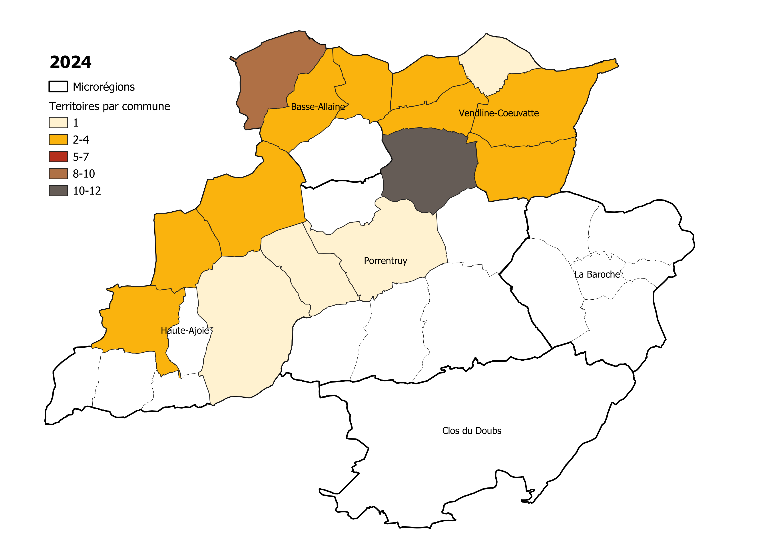 2024
Microrégions
Territoires par commune
1
2-4
5-7
8-10
10-12
Basse-Allaine
Vendline-Coeuvatte
Porrentruy
La Baroche
Haute-Ajoie
Clos du Doubs